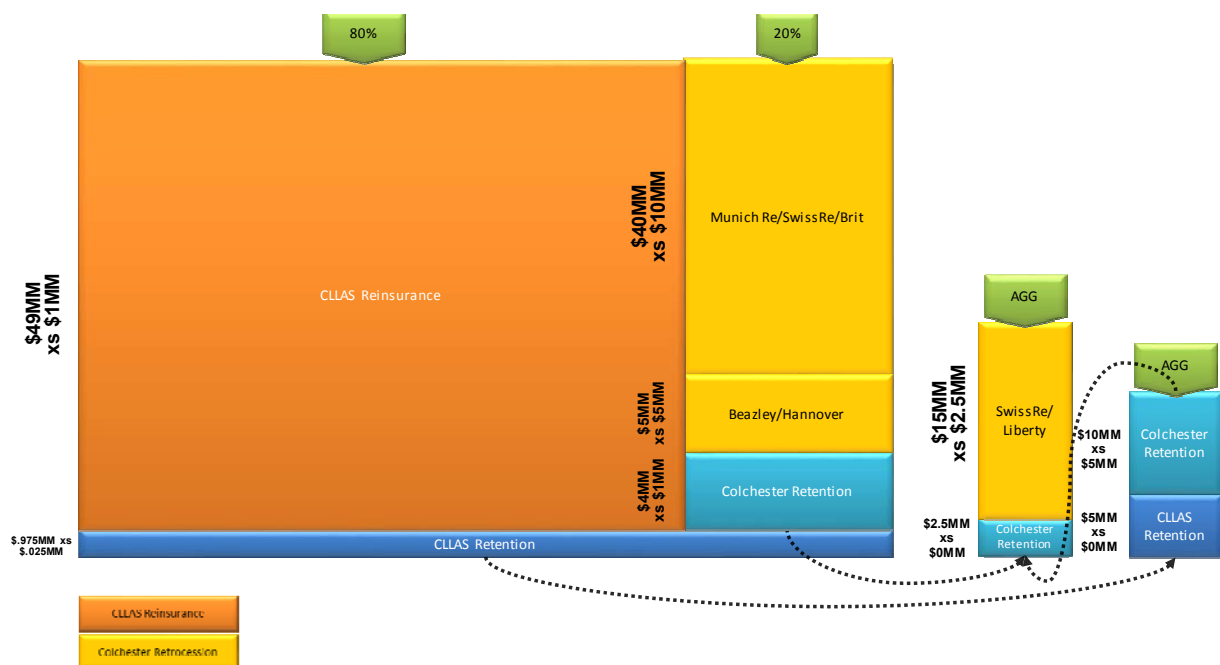 80%
20%
$49MM
xs $1MM
CLLAS Reinsurance
$40MM
xs $10MM
Munich Re/SwissRe/Brit
$5MM
xs $5MM
Beazley/Hannover
$4MM
xs $1MM
Colchester Retention
$.975MM xs
$.025MM
CLLAS Retention
AGG
$15MM
xs $2.5MM
SwissRe/
Liberty
$2.5MM
xs
$0MM
Colchester
Retention
AGG
$10MM
xs
$5MM
Colchester
Retention
$5MM
xs
$0MM
CLLAS
Retention
CLLAS Reinsurance
Colchester Retrocession